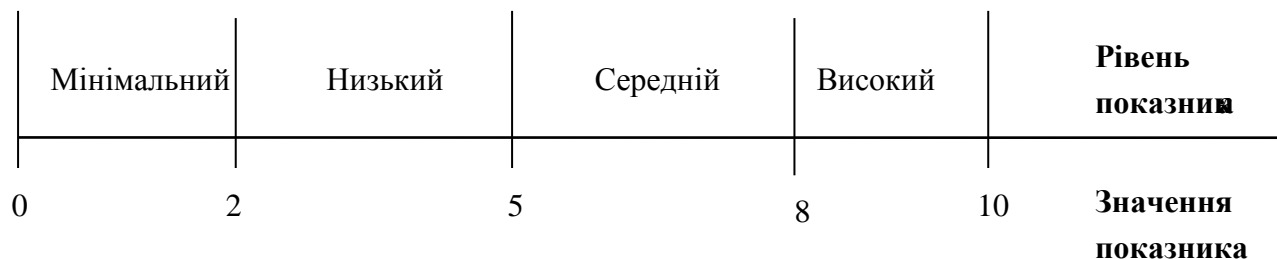 Мінімальний Низький Середній Високий Рівень
показника
0 2 5 8 10 Значення
показника